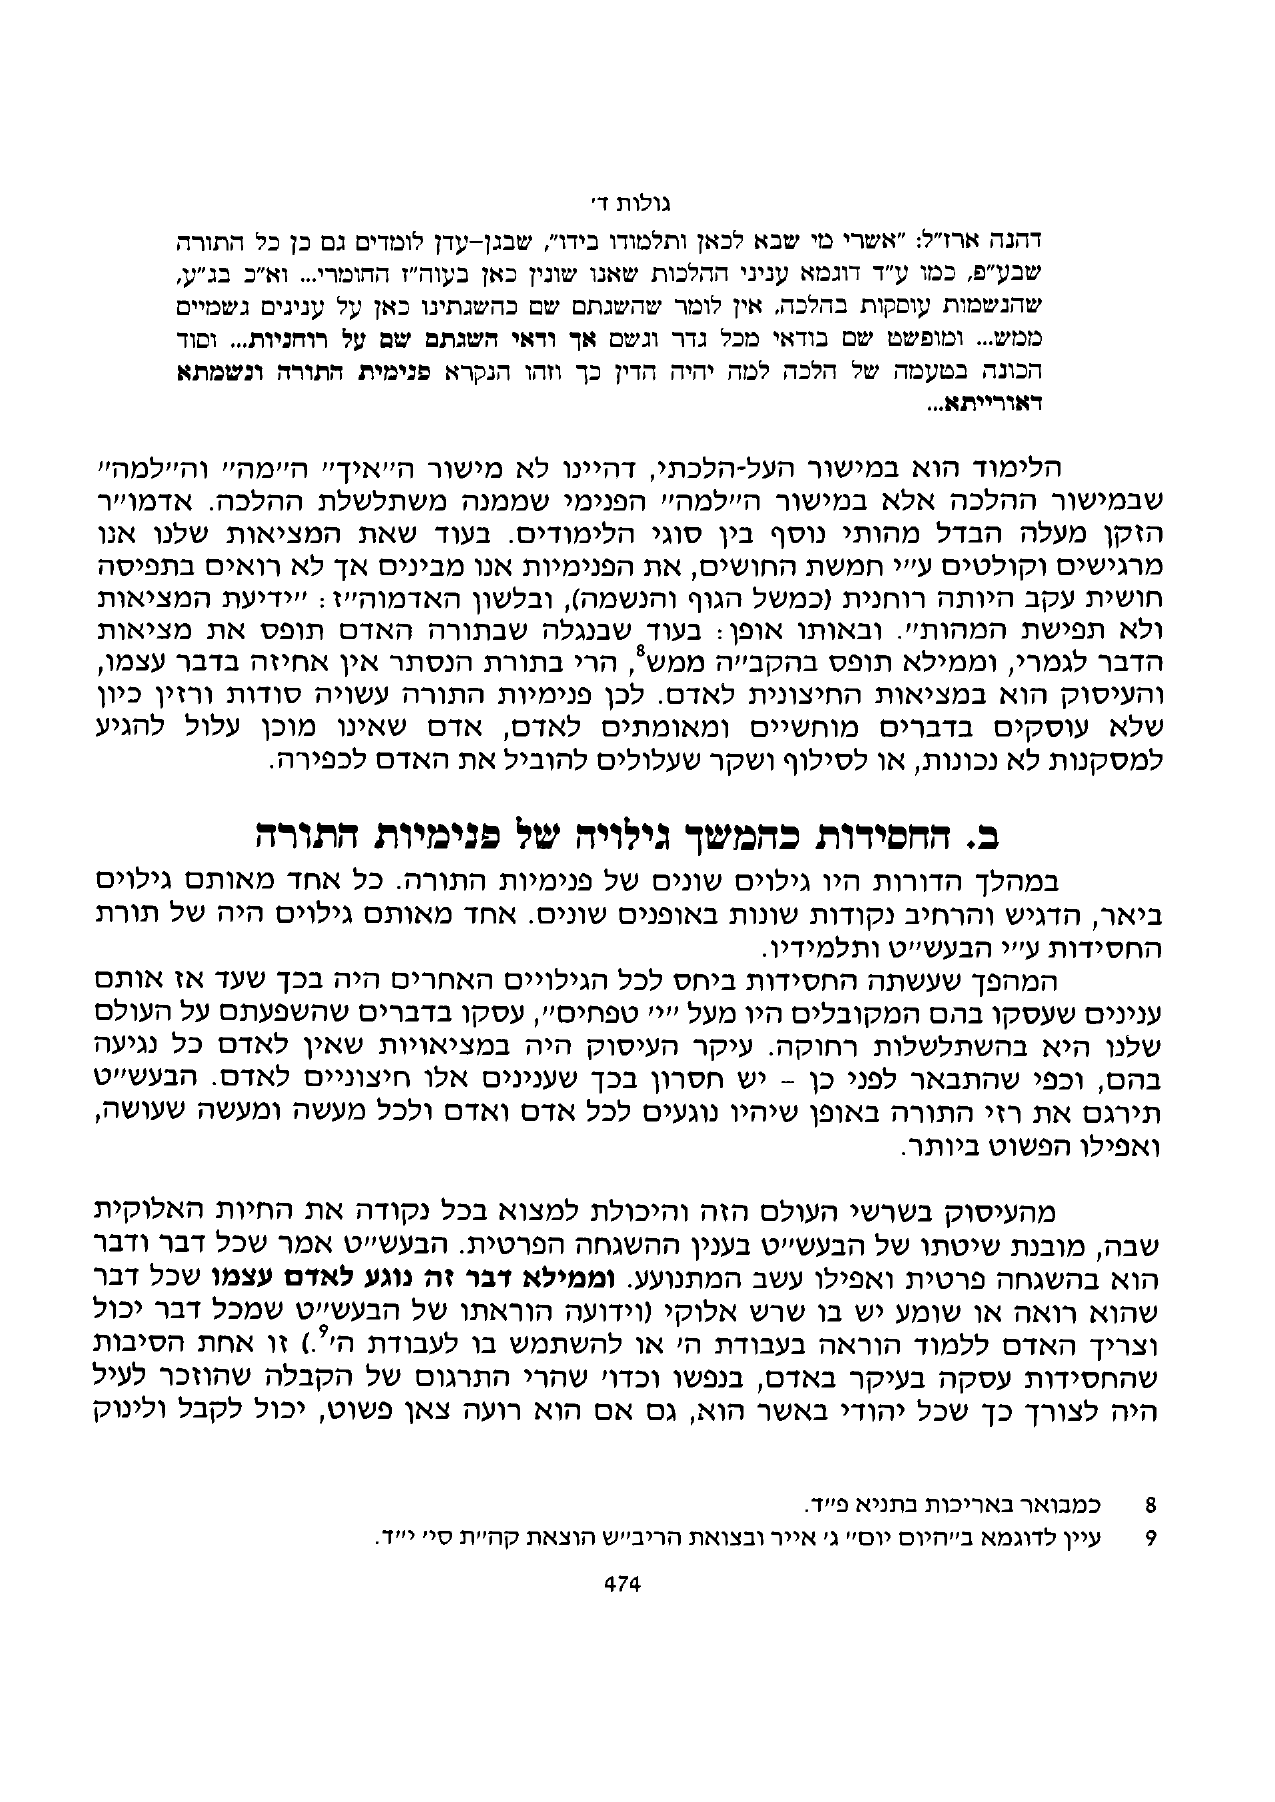 גולות ד׳
דהנה ארז״ל: ״אשרי מי שבא לכאן ותלמודו בידו״, שבגן–עדן לומדים גם כן כל התורה
שבע״פ, כמו ע״ד דוגמא עניני ההלכות שאנו שונין כאן בעוה״ז החומרי... וא״כ בג״ע,
שהנשמות עוסקות בהלכה, אין לומר שהשגתם שם כהשגתינו כאן על ענינים גשמיים
ממש... ומופשט שם בודאי מכל גדר וגשם אך ודאי השגתם שם על רוחניות... וסוד
הכונה בטעמה של הלכה למה יהיה הדין כך וזהו הנקרא פנימית התורה ונשמתא
דאורייתא...
הלימוד הוא במישור העל-הלכתי, דהיינו לא מישור ה״איך״ ה״מה״ וה״למה״
שבמישור ההלכה אלא במישור ה״למה״ הפנימי שממנה משתלשלת ההלכה. אדמו״ר
הזקן מעלה הבדל מהותי נוסף בין סוגי הלימודים. בעוד שאת המציאות שלנו אנו
מרגישים וקולטים ע״י חמשת החושים, את הפנימיות אנו מבינים אך לא רואים בתפיסה
חושית עקב היותה רוחנית (כמשל הגוף והנשמה), ובלשון האדמוה״ז: ״ידיעת המציאות
ולא תפישת המהות״. ובאותו אופן: בעוד שבנגלה שבתורה האדם תופס את מציאות
הדבר לגמרי, וממילא תופס בהקב״ה ממש8, הרי בתורת הנסתר אין אחיזה בדבר עצמו,
והעיסוק הוא במציאות החיצונית לאדם. לכן פנימיות התורה עשויה סודות ורזין כיון
שלא עוסקים בדברים מוחשיים ומאומתים לאדם, אדם שאינו מוכן עלול להגיע
למסקנות לא נכונות, או לסילוף ושקר שעלולים להוביל את האדם לכפירה.
ב. החסידות כהמשך גילויה של פנימיות התורה
במהלך הדורות היו גילוים שונים של פנימיות התורה. כל אחד מאותם גילוים
ביאר, הדגיש והרחיב נקודות שונות באופנים שונים. אחד מאותם גילוים היה של תורת
החסידות ע״י הבעש״ט ותלמידיו.
המהפך שעשתה החסידות ביחס לכל הגילויים האחרים היה בכך שעד אז אותם
ענינים שעסקו בהם המקובלים היו מעל ״י׳ טפחים״, עסקו בדברים שהשפעתם על העולם
שלנו היא בהשתלשלות רחוקה. עיקר העיסוק היה במציאויות שאין לאדם כל נגיעה
בהם, וכפי שהתבאר לפני כן – יש חסרון בכך שענינים אלו חיצוניים לאדם. הבעש״ט
תירגם את רזי התורה באופן שיהיו נוגעים לכל אדם ואדם ולכל מעשה ומעשה שעושה,
ואפילו הפשוט ביותר.
מהעיסוק בשרשי העולם הזה והיכולת למצוא בכל נקודה את החיות האלוקית
שבה, מובנת שיטתו של הבעש״ט בענין ההשגחה הפרטית. הבעש״ט אמר שכל דבר ודבר
הוא בהשגחה פרטית ואפילו עשב המתנועע. וממילא דבר זה נוגע לאדם עצמו שכל דבר
שהוא רואה או שומע יש בו שרש אלוקי (וידועה הוראתו של הבעש״ט שמכל דבר יכול
וצריך האדם ללמוד הוראה בעבודת ה׳ או להשתמש בו לעבודת ה׳9.) זו אחת הסיבות
שהחסידות עסקה בעיקר באדם, בנפשו וכדו׳ שהרי התרגום של הקבלה שהוזכר לעיל
היה לצורך כך שכל יהודי באשר הוא, גם אם הוא רועה צאן פשוט, יכול לקבל ולינוק
8 כמבואר באריכות בתניא פ״ד.
9 עיין לדוגמא ב״היום יום״ ג׳ אייר ובצואת הריב״ש הוצאת קה״ת סי׳ י״ד.
474